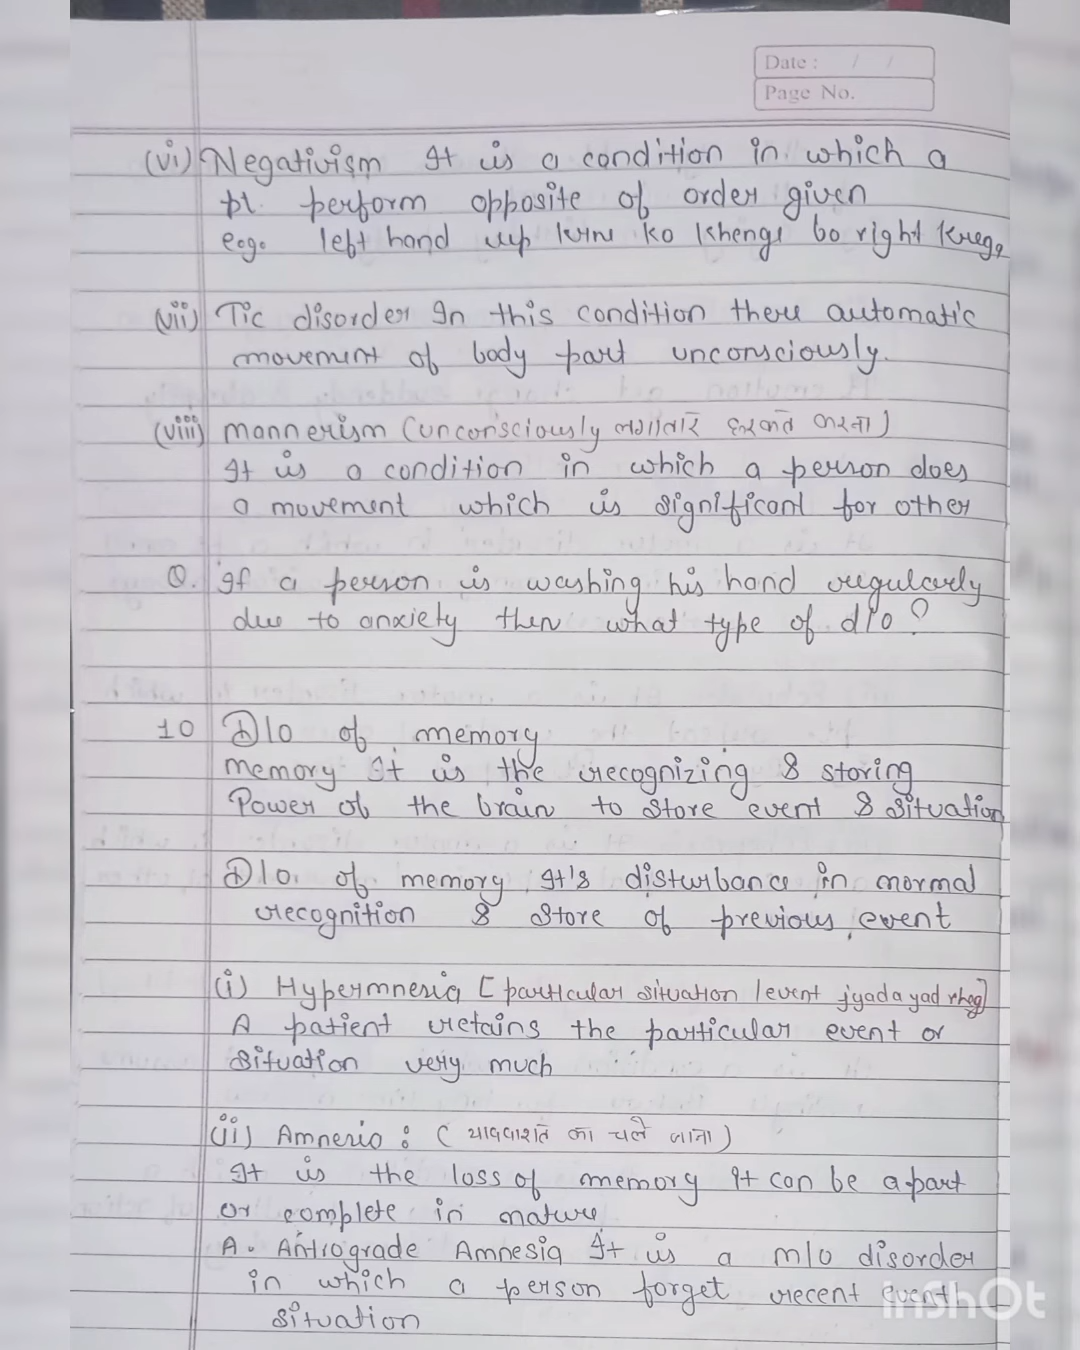 Date : / /
Page No.
(vi) Negativism It is a condition in which a
pt. perform opposite of order given
e.g. left hand up krne ko khenge to right krega
(vii) Tic disorder In this condition there automatic
movement of body part unconsciously.
(viii) mannerism (unconsciously लगातार हरकत करना)
It is a condition in which a person does
a movement which is significant for other
Q. If a person is washing his hand regularly
due to anxiety then what type of d/o?
10 D/o of memory
memory It is the recognizing & storing
Power of the brain to store event & situation
D/o. of memory It's disturbance in normal
recognition & store of previous event
(i) Hypermnesia [particular situation /event jyada yad rheg]
A patient retains the particular event or
situation very much
(ii) Amnesia : (याददाशत का चले जाना)
It is the loss of memory it can be a part
or complete in nature
A. Antrograde Amnesia It is a m/o disorder
in which a person forget recent event
situation
InShOt